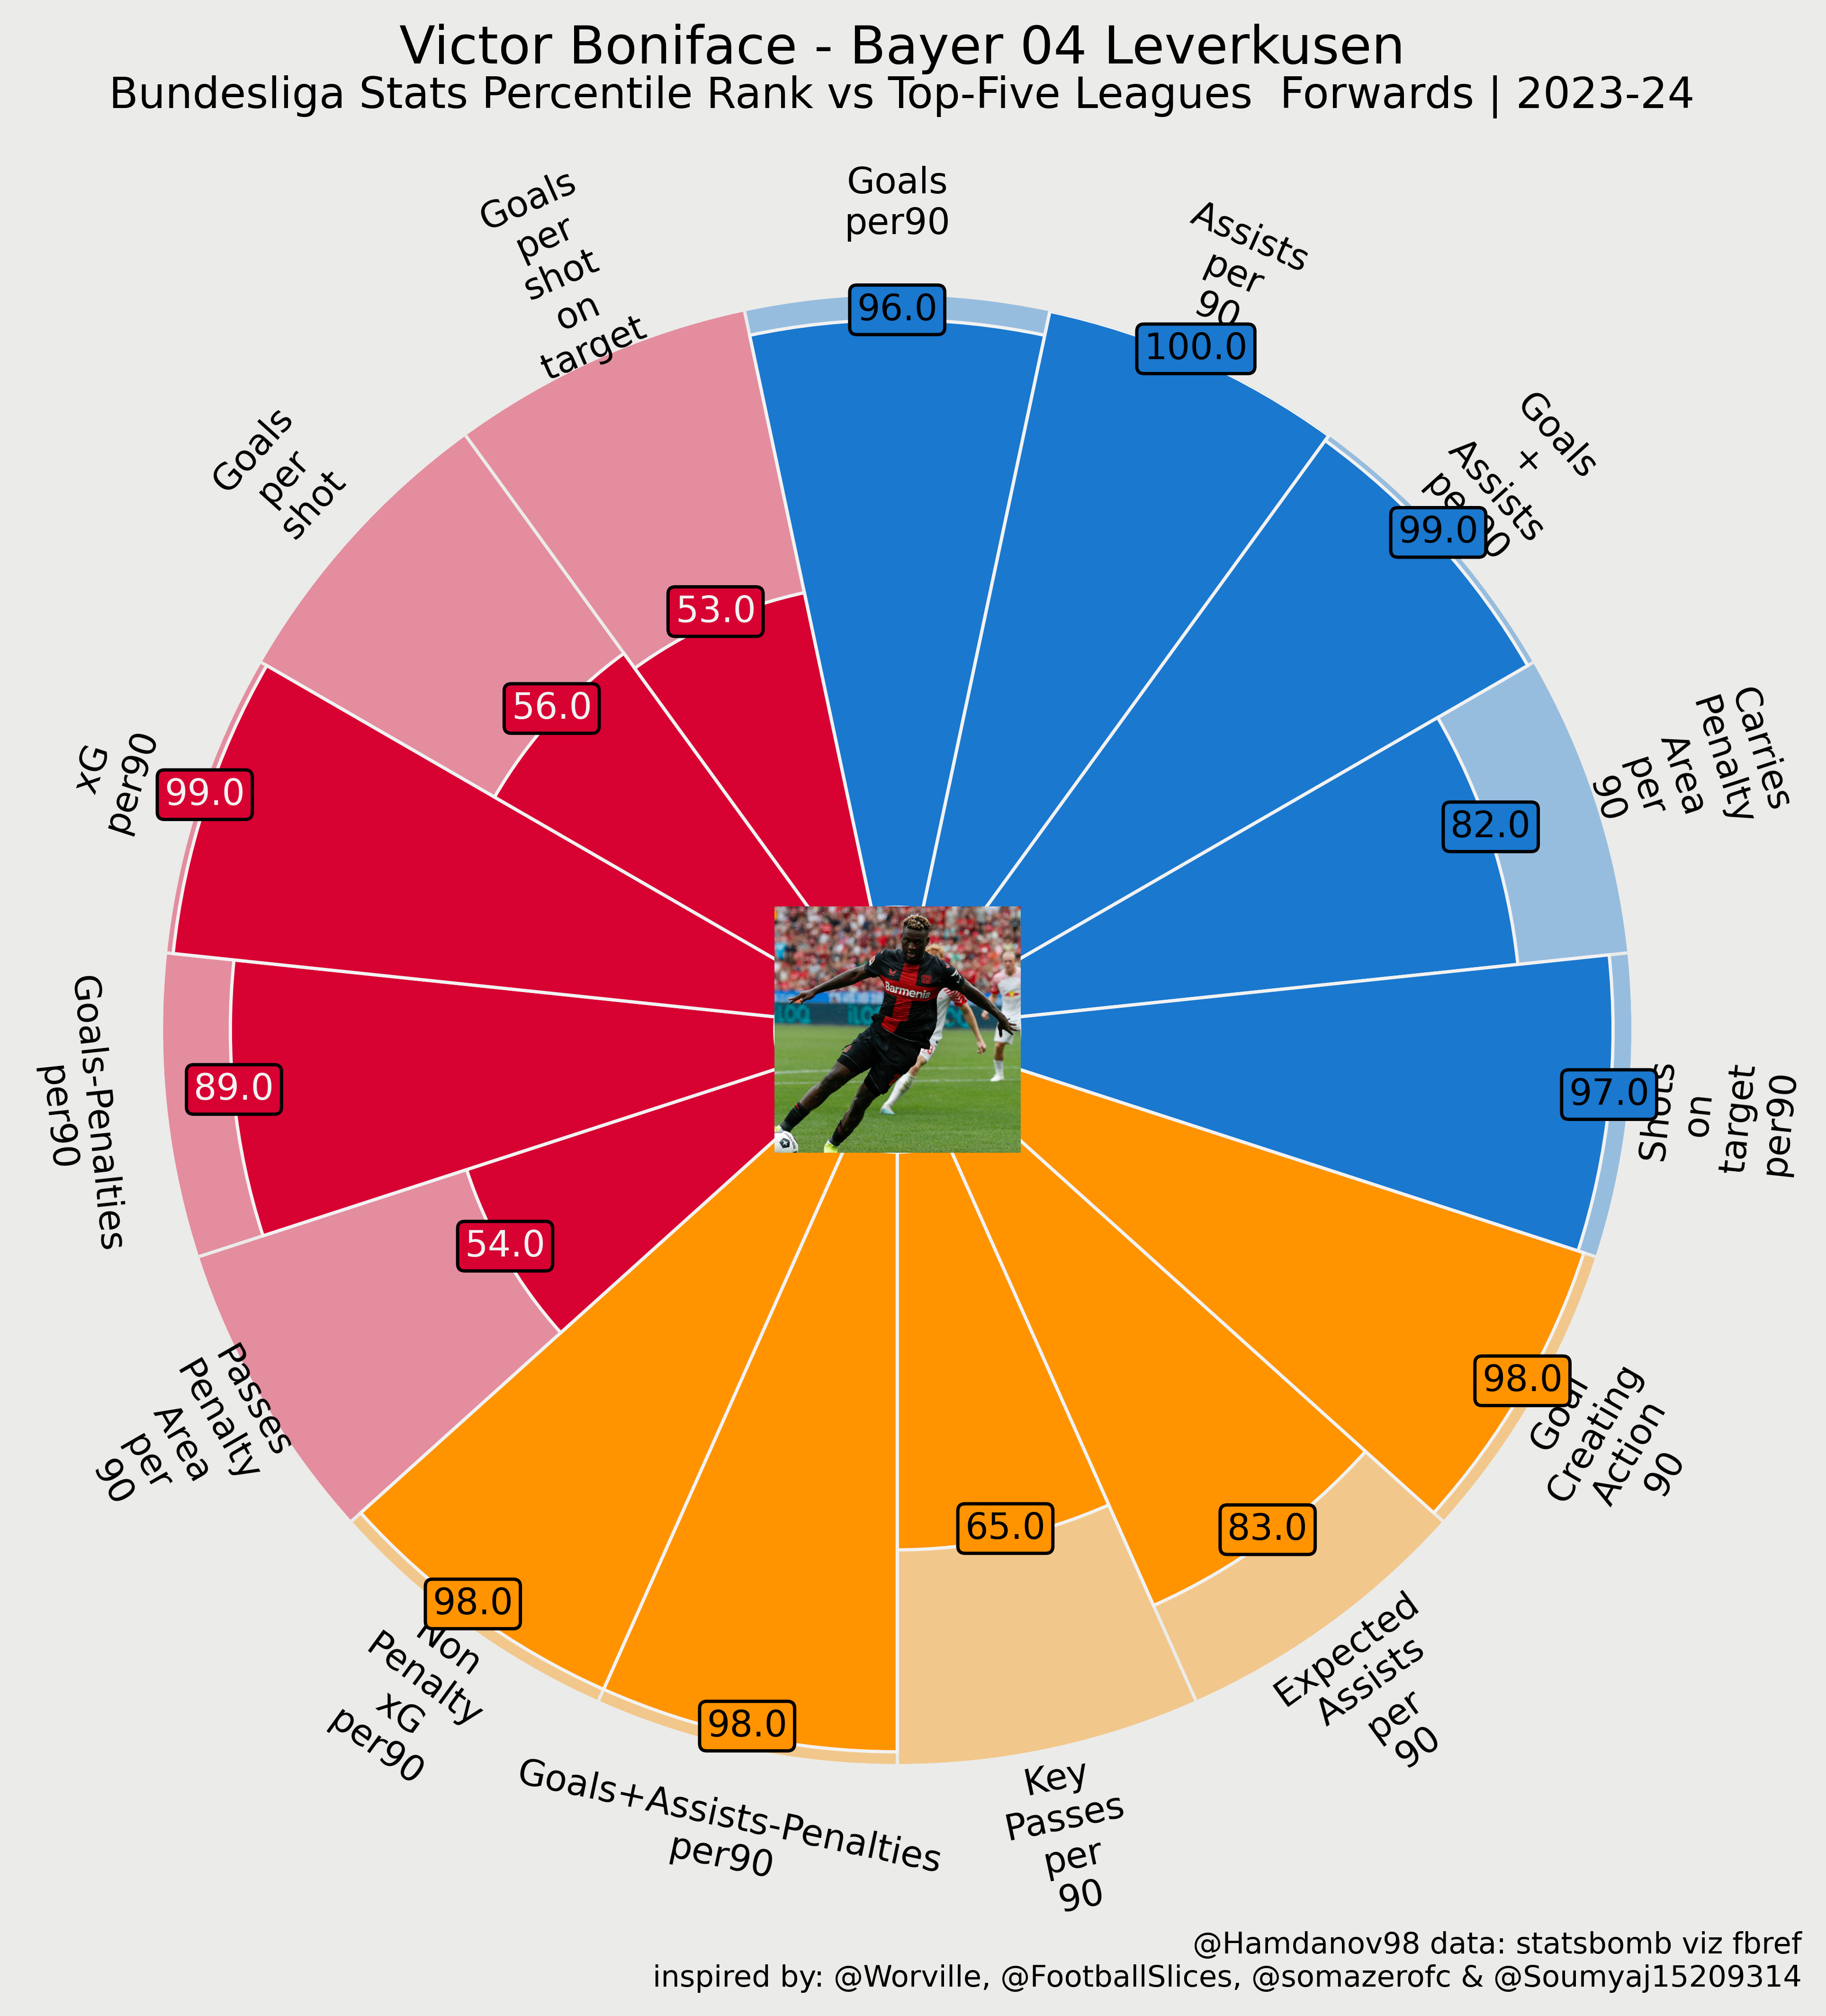 Victor Boniface - Bayer 04 Leverkusen
Bundesliga Stats Percentile Rank vs Top-Five Leagues  Forwards | 2023-24
Goals
per90
96.0
Assists
per
90
100.0
Goals
+
Assists
per90
99.0
Carries
Penalty
Area
per
90
82.0
Shots
on
target
per90
97.0
Goal
Creating
Action
90
98.0
Expected
Assists
per
90
83.0
Key
Passes
per
90
65.0
Goals+Assists-Penalties
per90
98.0
Non
Penalty
xG
per90
98.0
Passes
Penalty
Area
per
90
54.0
Goals-Penalties
per90
89.0
xG
per90
99.0
Goals
per
shot
56.0
Goals
per
shot
on
target
53.0
Barmenia
@Hamdanov98 data: statsbomb viz fbref
inspired by: @Worville, @FootballSlices, @somazerofc & @Soumyaj15209314